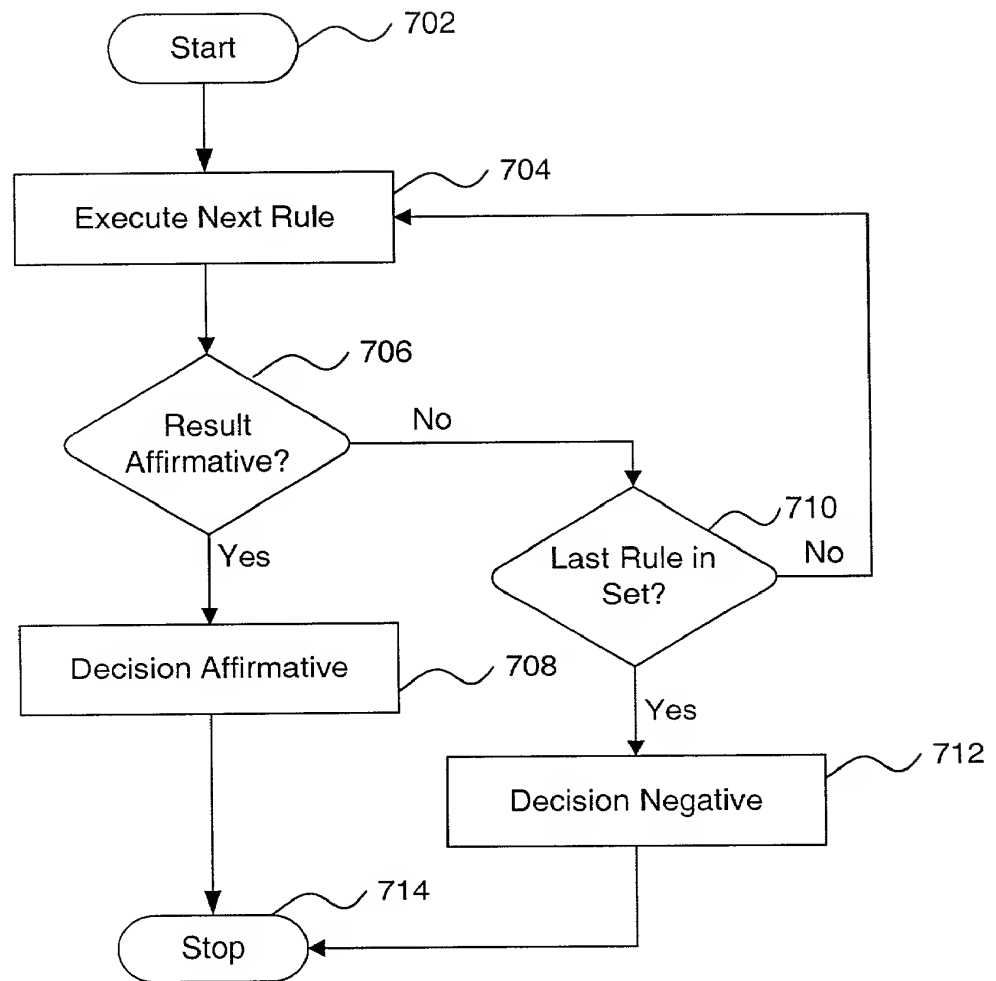 Start
702
Execute Next Rule
704
Result
Affirmative?
706
No
Yes
Last Rule in
Set?
710
No
Yes
Decision Affirmative
708
Decision Negative
712
Stop
714